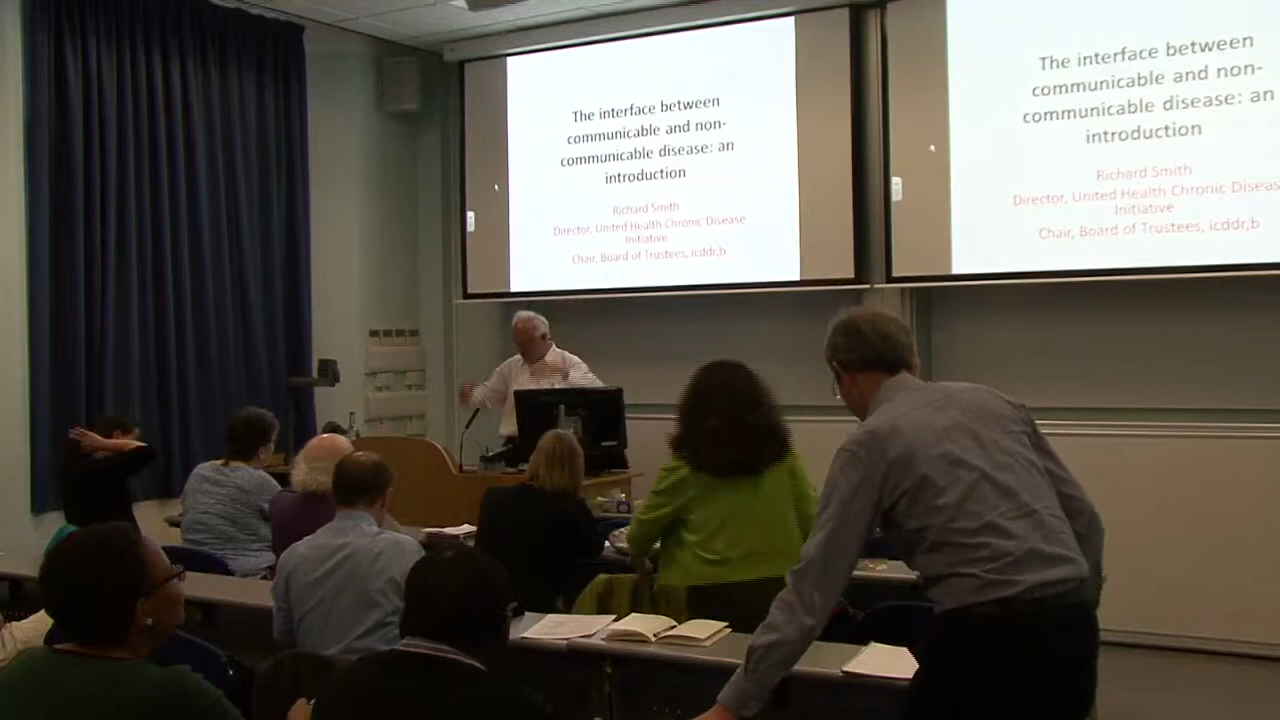 The interface between
communicable and non-
communicable disease: an
introduction
Richard Smith
Director, United Health Chronic Disease
Initiative
Chair, Board of Trustees, icddr,b
The interface between
communicable and non-
communicable disease: an
introduction
Richard Smith
Director, United Health Chronic Diseas
Initiative
Chair, Board of Trustees, icddr,b